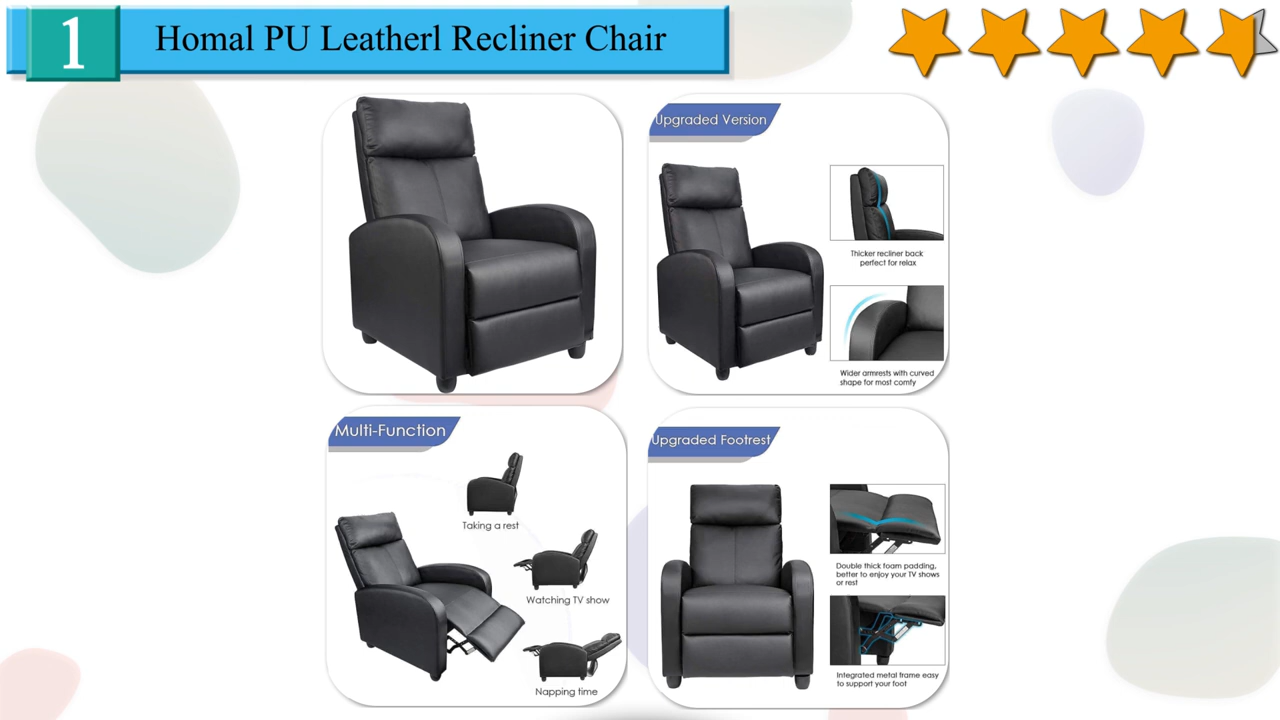 1
Homal PU Leatherl Recliner Chair
Upgraded Version
Thicker recliner back
perfect for relax
Wider armrests with curved
shape for most comfy
Multi-Function
Taking a rest
Watching TV show
Napping time
Upgraded Footrest
Double thick foam padding,
better to enjoy your TV shows
or rest
Integrated metal frame easy
to support your foot